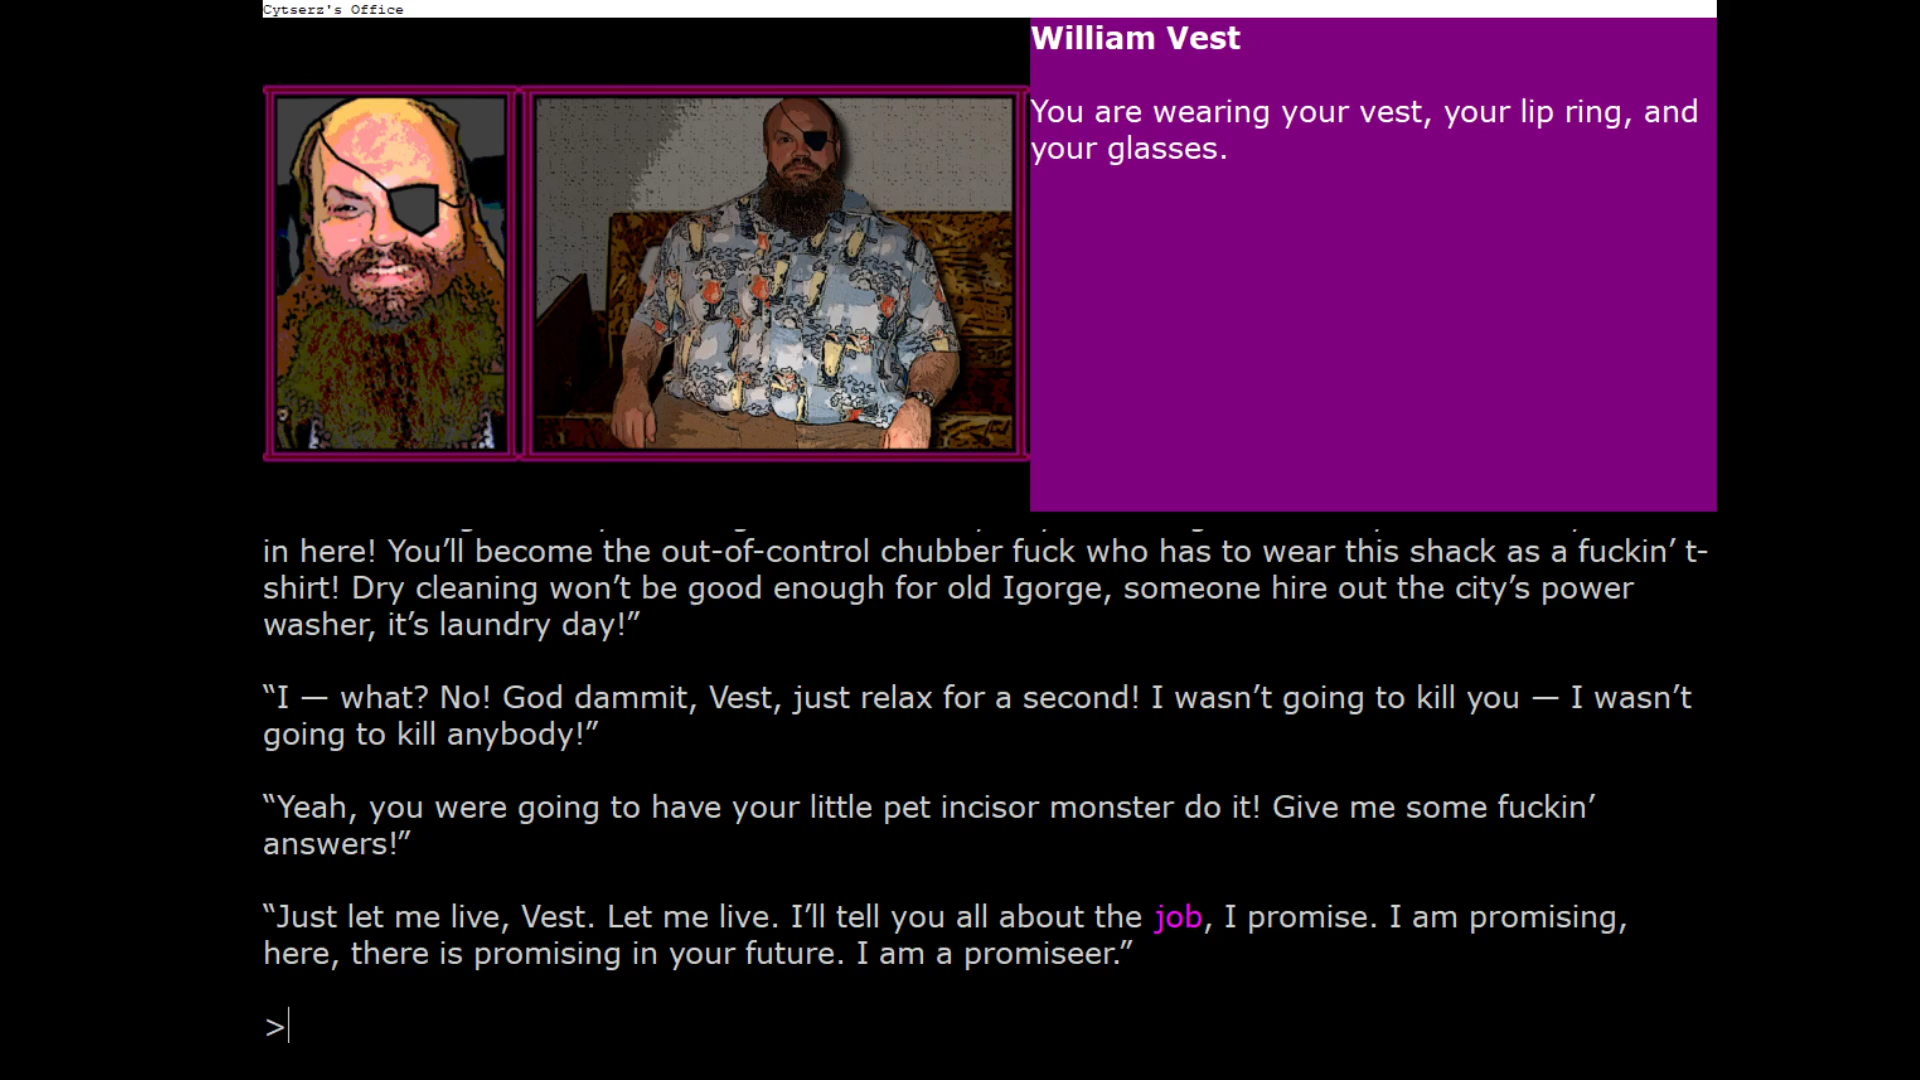 Cytserz's Office
William Vest
You are wearing your vest, your lip ring, and
your glasses.
in here! You’ll become the out-of-control chubber fuck who has to wear this shack as a fuckin’ t-
shirt! Dry cleaning won’t be good enough for old Igorge, someone hire out the city’s power
washer, it’s laundry day!”
“I — what? No! God dammit, Vest, just relax for a second! I wasn’t going to kill you — I wasn’t
going to kill anybody!”
“Yeah, you were going to have your little pet incisor monster do it! Give me some fuckin’
answers!”
“Just let me live, Vest. Let me live. I’ll tell you all about the job, I promise. I am promising,
here, there is promising in your future. I am a promiseer.”
>